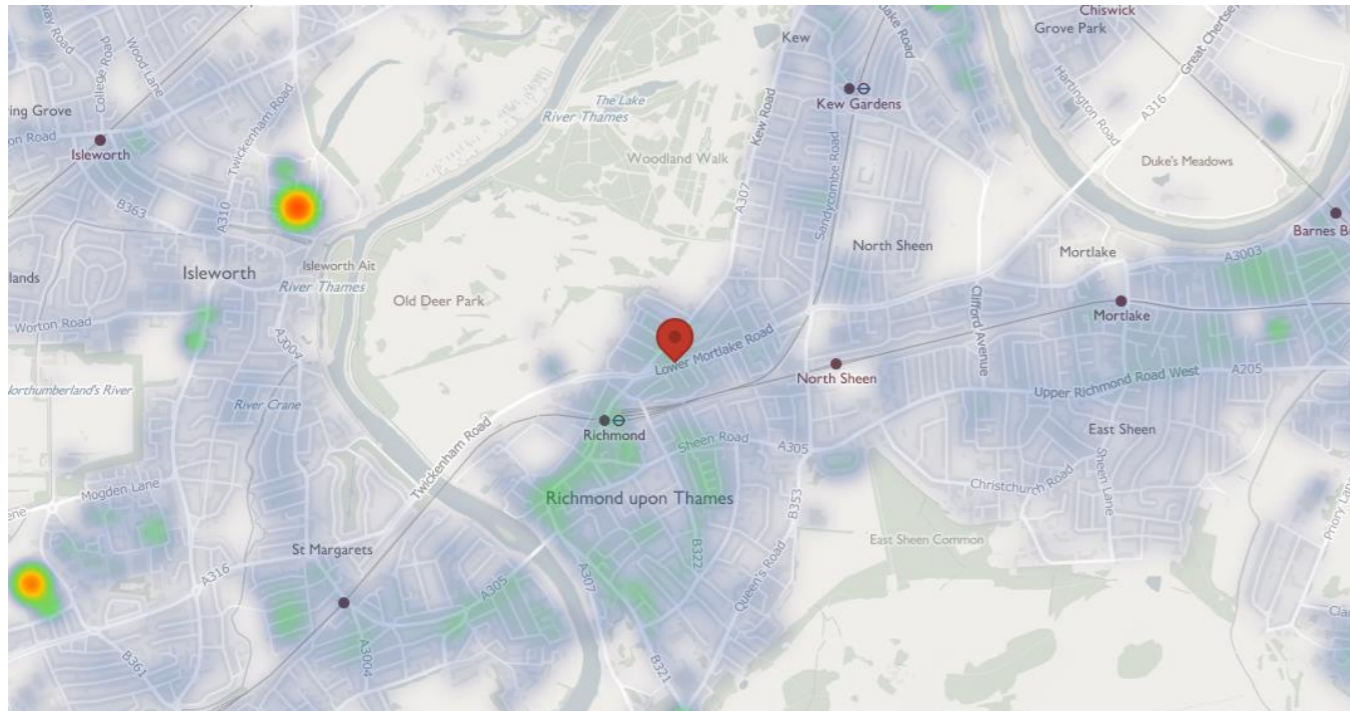 Chiswick
Grove Park
Great Chertsey
Kew
Wood Lane
College Road
Kew Gardens
Hartington Road
A316
The Lake
River Thames
Isleworth
Twickenham Road
Kew Road
Woodland Walk
Duke's Meadows
Sandycombe Road
B363
A310
A307
North Sheen
Mortlake
A3003
Isleworth
Isleworth Ait
River Thames
Old Deer Park
Clifford Avenue
Mortlake
Worton Road
A3004
Lower Mortlake Road
North Sheen
A205
Upper Richmond Road West
River Crane
Richmond
Sheen Road
A305
East Sheen
Twickenham Road
Mogden Lane
Richmond upon Thames
B353
Christchurch Road
Sheen Lane
St Margarets
B322
East Sheen Common
A316
A305
A307
Queen's Road
B361
A3004
B321